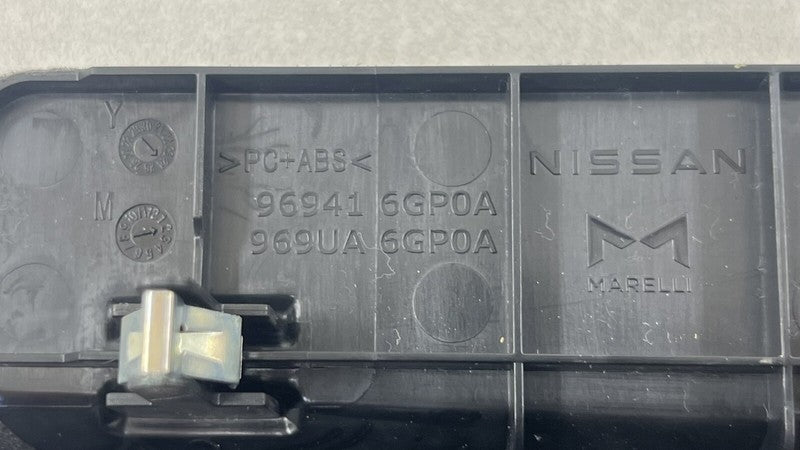 Y
>PC+ABS<
NISSAN
M
96941 6GP0A
969UA 6GP0A
MARELLI